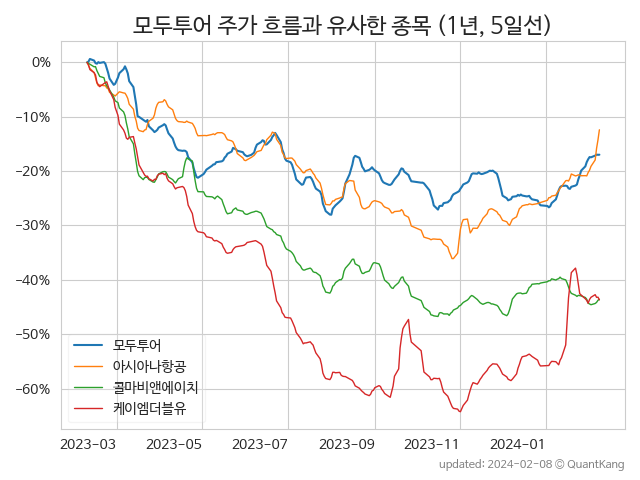 모두투어 주가 흐름과 유사한 종목 (1년, 5일선)
0%
−10%
−20%
−30%
−40%
−50%
−60%
모두투어
아시아나항공
콜마비앤에이치
케이엠더블유
2023-03 2023-05 2023-07 2023-09 2023-11 2024-01
updated: 2024-02-08 © QuantKang